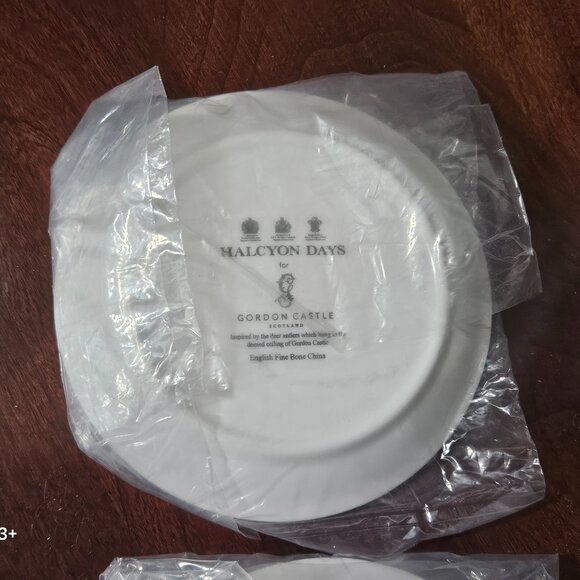 HALCYON DAYS
for
GORDON CASTLE
SCOTLAND
Inspired by the deer antlers which hang in the
domed ceiling of Gordon Castle
English Fine Bone China
3+